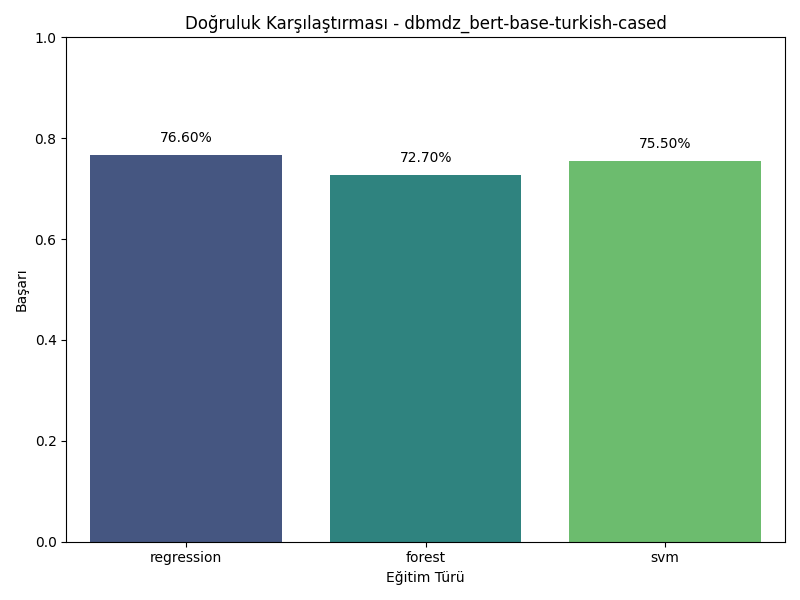 Doğruluk Karşılaştırması - dbmdz_bert-base-turkish-cased
1.0
0.8
0.6
0.4
0.2
0.0
Başarı
76.60%
72.70%
75.50%
regression
forest
svm
Eğitim Türü